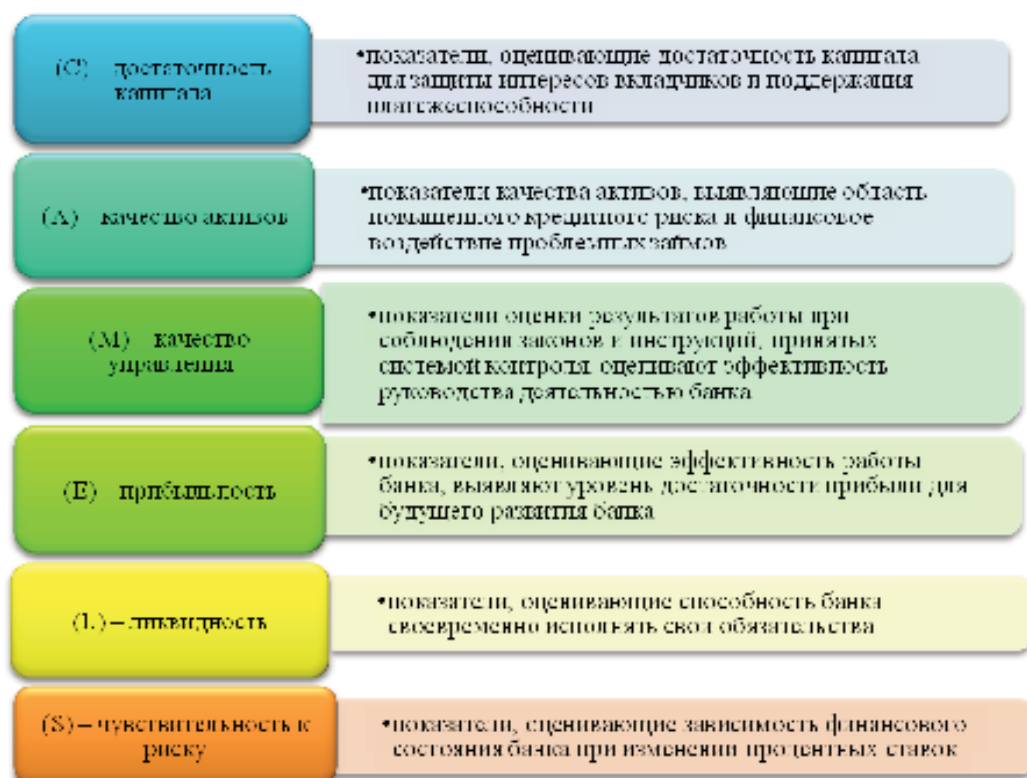 (C) достаточность
капитала
•показатели, оценивающие достаточность капитала
для защиты интересов вкладчиков и поддержания
платежеспособности
(A) качество активов
•показатели качества активов, выявляющие область
повышенного кредитного риска и финансовое
воздействие проблемных займов
(M) качество
управления
•показатели оценки результатов работы при
соблюдения законов и инструкций, принятых
системой контроля, оценивают эффективность
руководства деятельностью банка
(E) прибыльность
•показатели, оценивающие эффективность работы
банка, выявляют уровень достаточности прибыли для
будущего развития банка
(L) – ликвидность
•показатели, оценивающие способность банка
своевременно исполнять свои обязательства
(S) – чувствительность к
риску
•показатели, оценивающие зависимость финансового
состояния банка при изменении процентных ставок